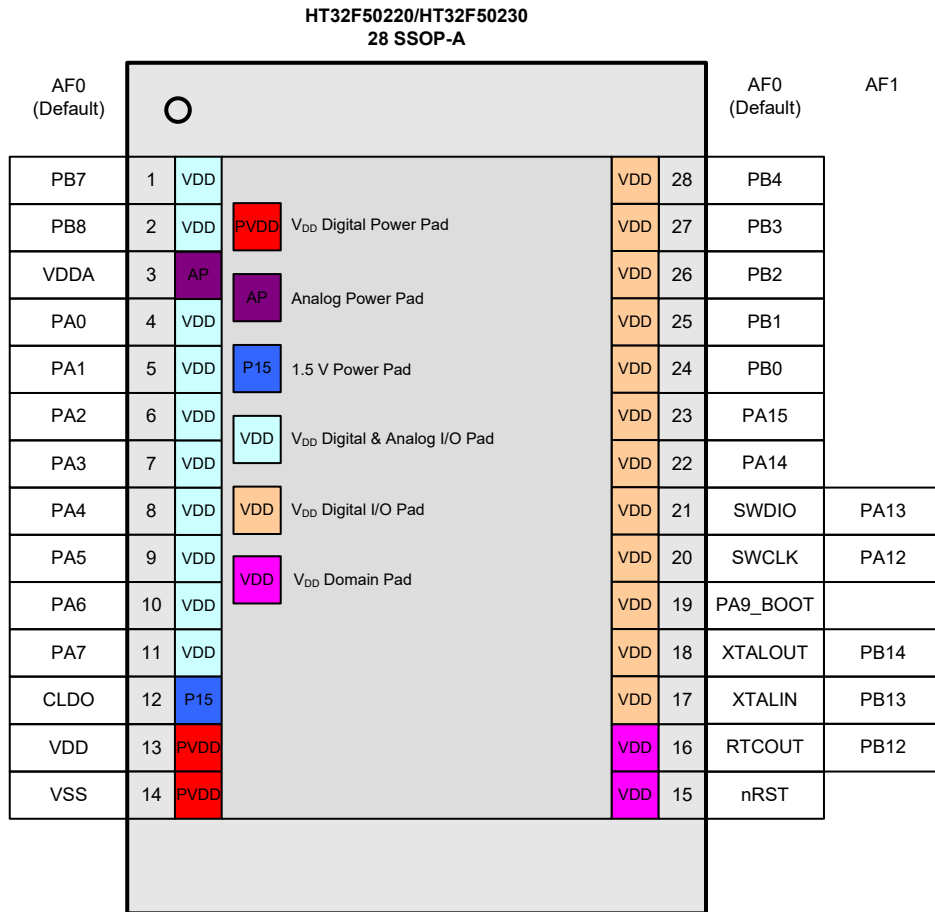 HT32F50220/HT32F50230
28 SSOP-A
AF0
(Default)
AF0
(Default)
AF1
PB7 1 VDD VDD 28 PB4
PB8 2 VDD PVDD VDD Digital Power Pad VDD 27 PB3
VDDA 3 AP AP Analog Power Pad VDD 26 PB2
PA0 4 VDD VDD 25 PB1
PA1 5 VDD P15 1.5 V Power Pad VDD 24 PB0
PA2 6 VDD VDD VDD Digital & Analog I/O Pad VDD 23 PA15
PA3 7 VDD VDD 22 PA14
PA4 8 VDD VDD VDD Digital I/O Pad VDD 21 SWDIO PA13
PA5 9 VDD VDD VDD Domain Pad VDD 20 SWCLK PA12
PA6 10 VDD VDD 19 PA9_BOOT
PA7 11 VDD VDD 18 XTALOUT PB14
CLDO 12 P15 VDD 17 XTALIN PB13
VDD 13 PVDD VDD 16 RTCOUT PB12
VSS 14 PVDD VDD 15 nRST